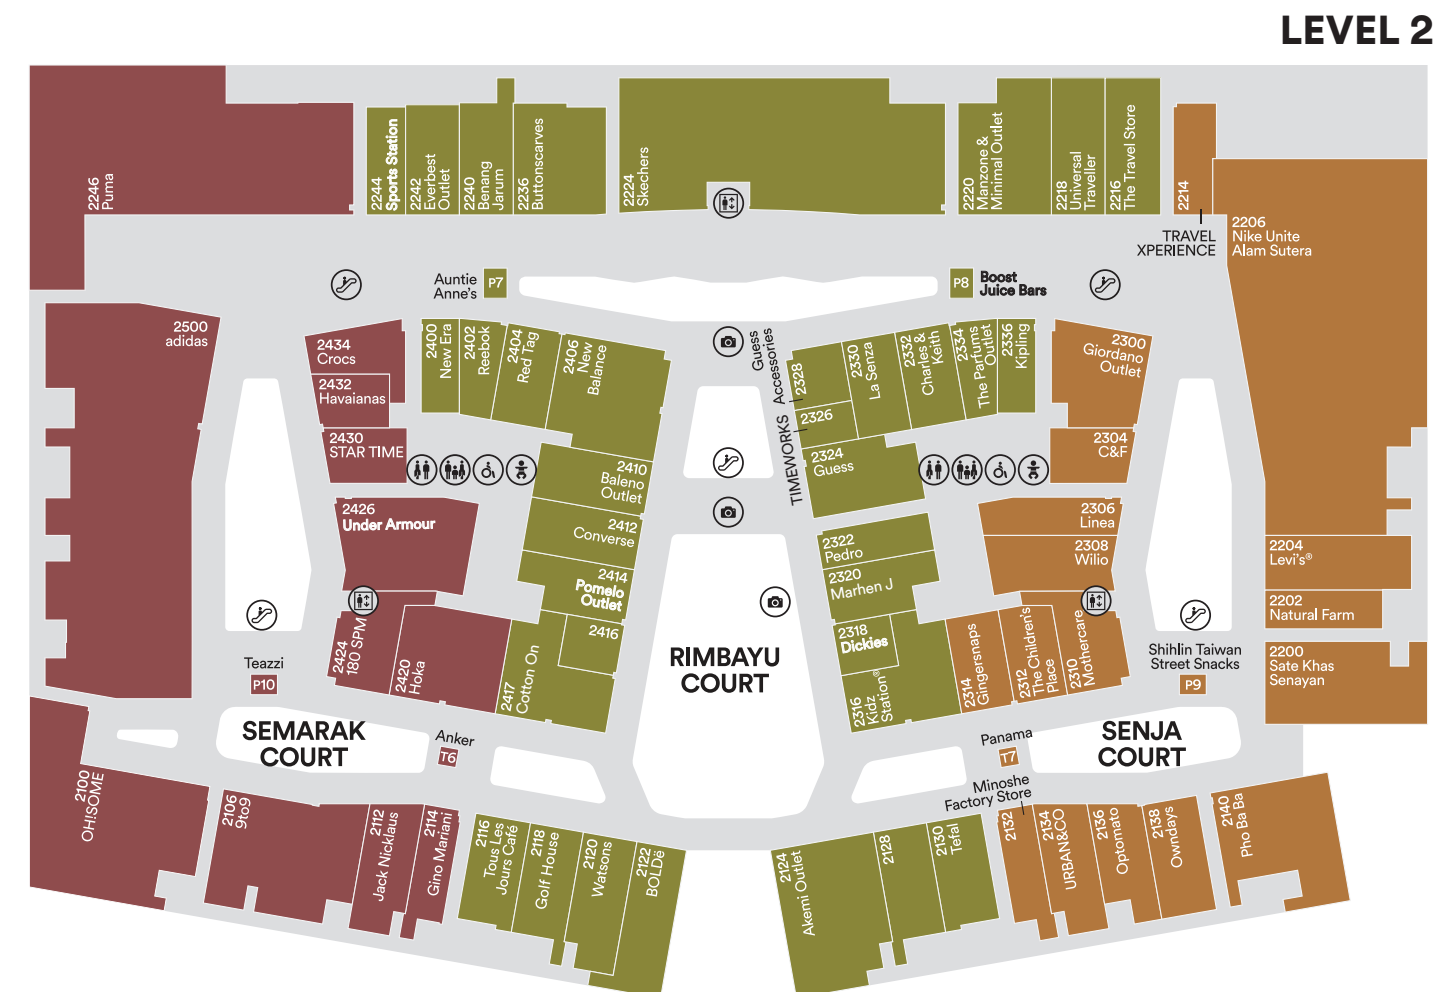 LEVEL 2
2246
Puma
2244
Sports Station
2242
Everbest
Outlet
2240
Benang
Jarum
2236
Buttonscarves
2224
Skechers
2220
Manzone &
Minimal Outlet
2218
Universal
Traveller
2216
The Travel Store
2214
TRAVEL
XPERIENCE
2206
Nike Unite
Alam Sutera
Auntie
Anne's
P7
P8
Boost
Juice Bars
2500
adidas
2434
Crocs
2432
Havaianas
2430
STAR TIME
2400
New Era
2402
Reebok
2404
Red Tag
2406
New
Balance
Guess
Accessories
2328
2326
TIMEWORKS
2324
Guess
2330
La Senza
2332
Charles &
Keith
2334
The Parfums
Outlet
2336
Kipling
2300
Giordano
Outlet
2304
C&F
2410
Baleno
Outlet
2412
Converse
2414
Pomelo
Outlet
2416
2426
Under Armour
2424
180 SPM
2420
Hoka
2417
Cotton On
2322
Pedro
2320
Marhen J
2318
Dickies
2316
Kidz
Station®
2306
Linea
2308
Wilio
2314
Gingersnaps
2312
The Children's
Place
2310
Mothercare
2204
Levi's®
2202
Natural Farm
2200
Sate Khas
Senayan
Shihlin Taiwan
Street Snacks
P9
Teazzi
P10
RIMBAYU
COURT
SEMARAK
COURT
SENJA
COURT
Anker
T6
Panama
T7
Minoshe
Factory Store
2100
OH!SOME
2106
9to9
2112
Jack Nicklaus
2114
Gino Mariani
2116
Tous Les
Jours Café
2118
Golf House
2120
Watsons
2122
BOLDe
2124
Akemi Outlet
2128
2130
Tefal
2132
2134
URBAN&CO
2136
Optomato
2138
Owndays
2140
Pho Ba Ba